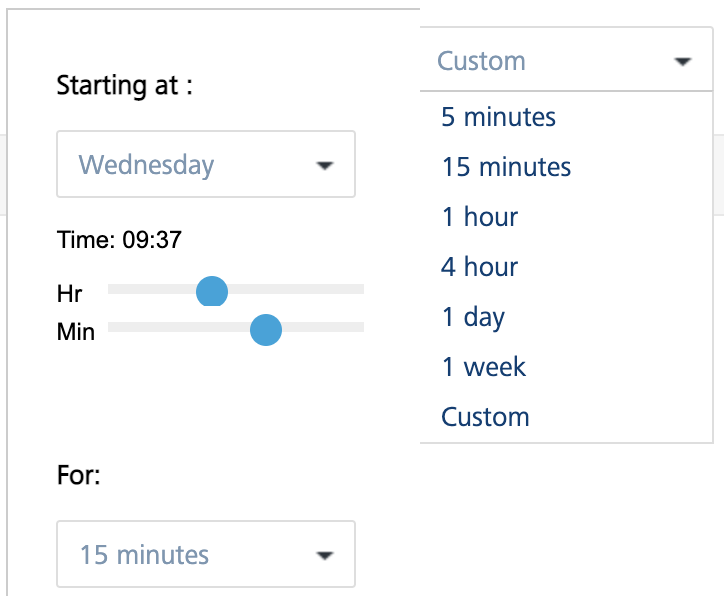 Starting at :
Wednesday
Time: 09:37
Hr
Min
For:
15 minutes
Custom
5 minutes
15 minutes
1 hour
4 hour
1 day
1 week
Custom